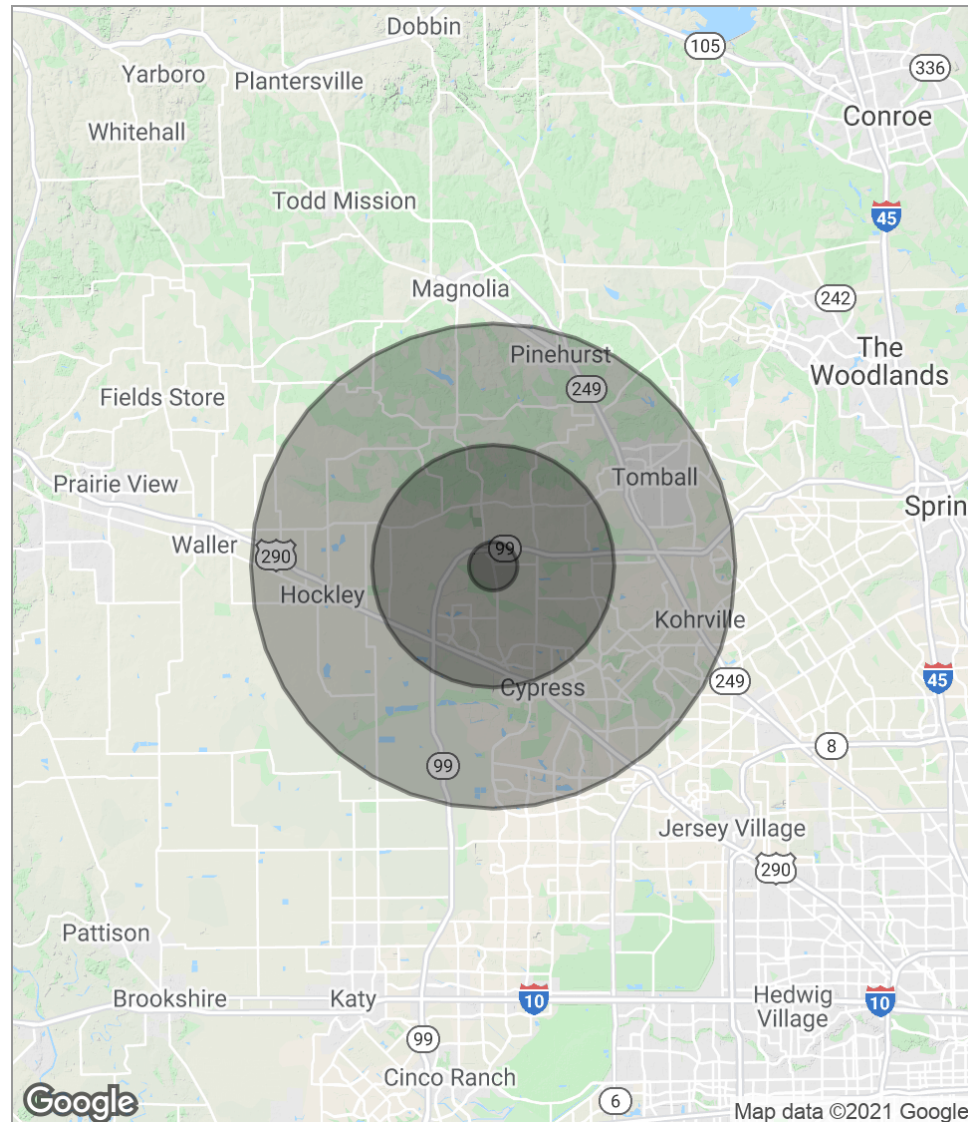 Dobbin
105
336
Yarboro
Plantersville
Conroe
Whitehall
Todd Mission
45
Magnolia
242
Pinehurst
The
Woodlands
249
Fields Store
Tomball
Prairie View
Sprin
Waller
290
99
Hockley
Kohrville
Cypress
249
45
99
8
Jersey Village
290
Pattison
Brookshire
Katy
10
Hedwig
Village
10
99
Cinco Ranch
Google
6
Map data ©2021 Google